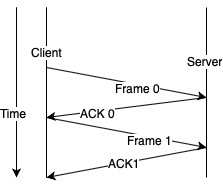 Client
Server
Frame 0
ACK 0
Time
Frame 1
ACK1